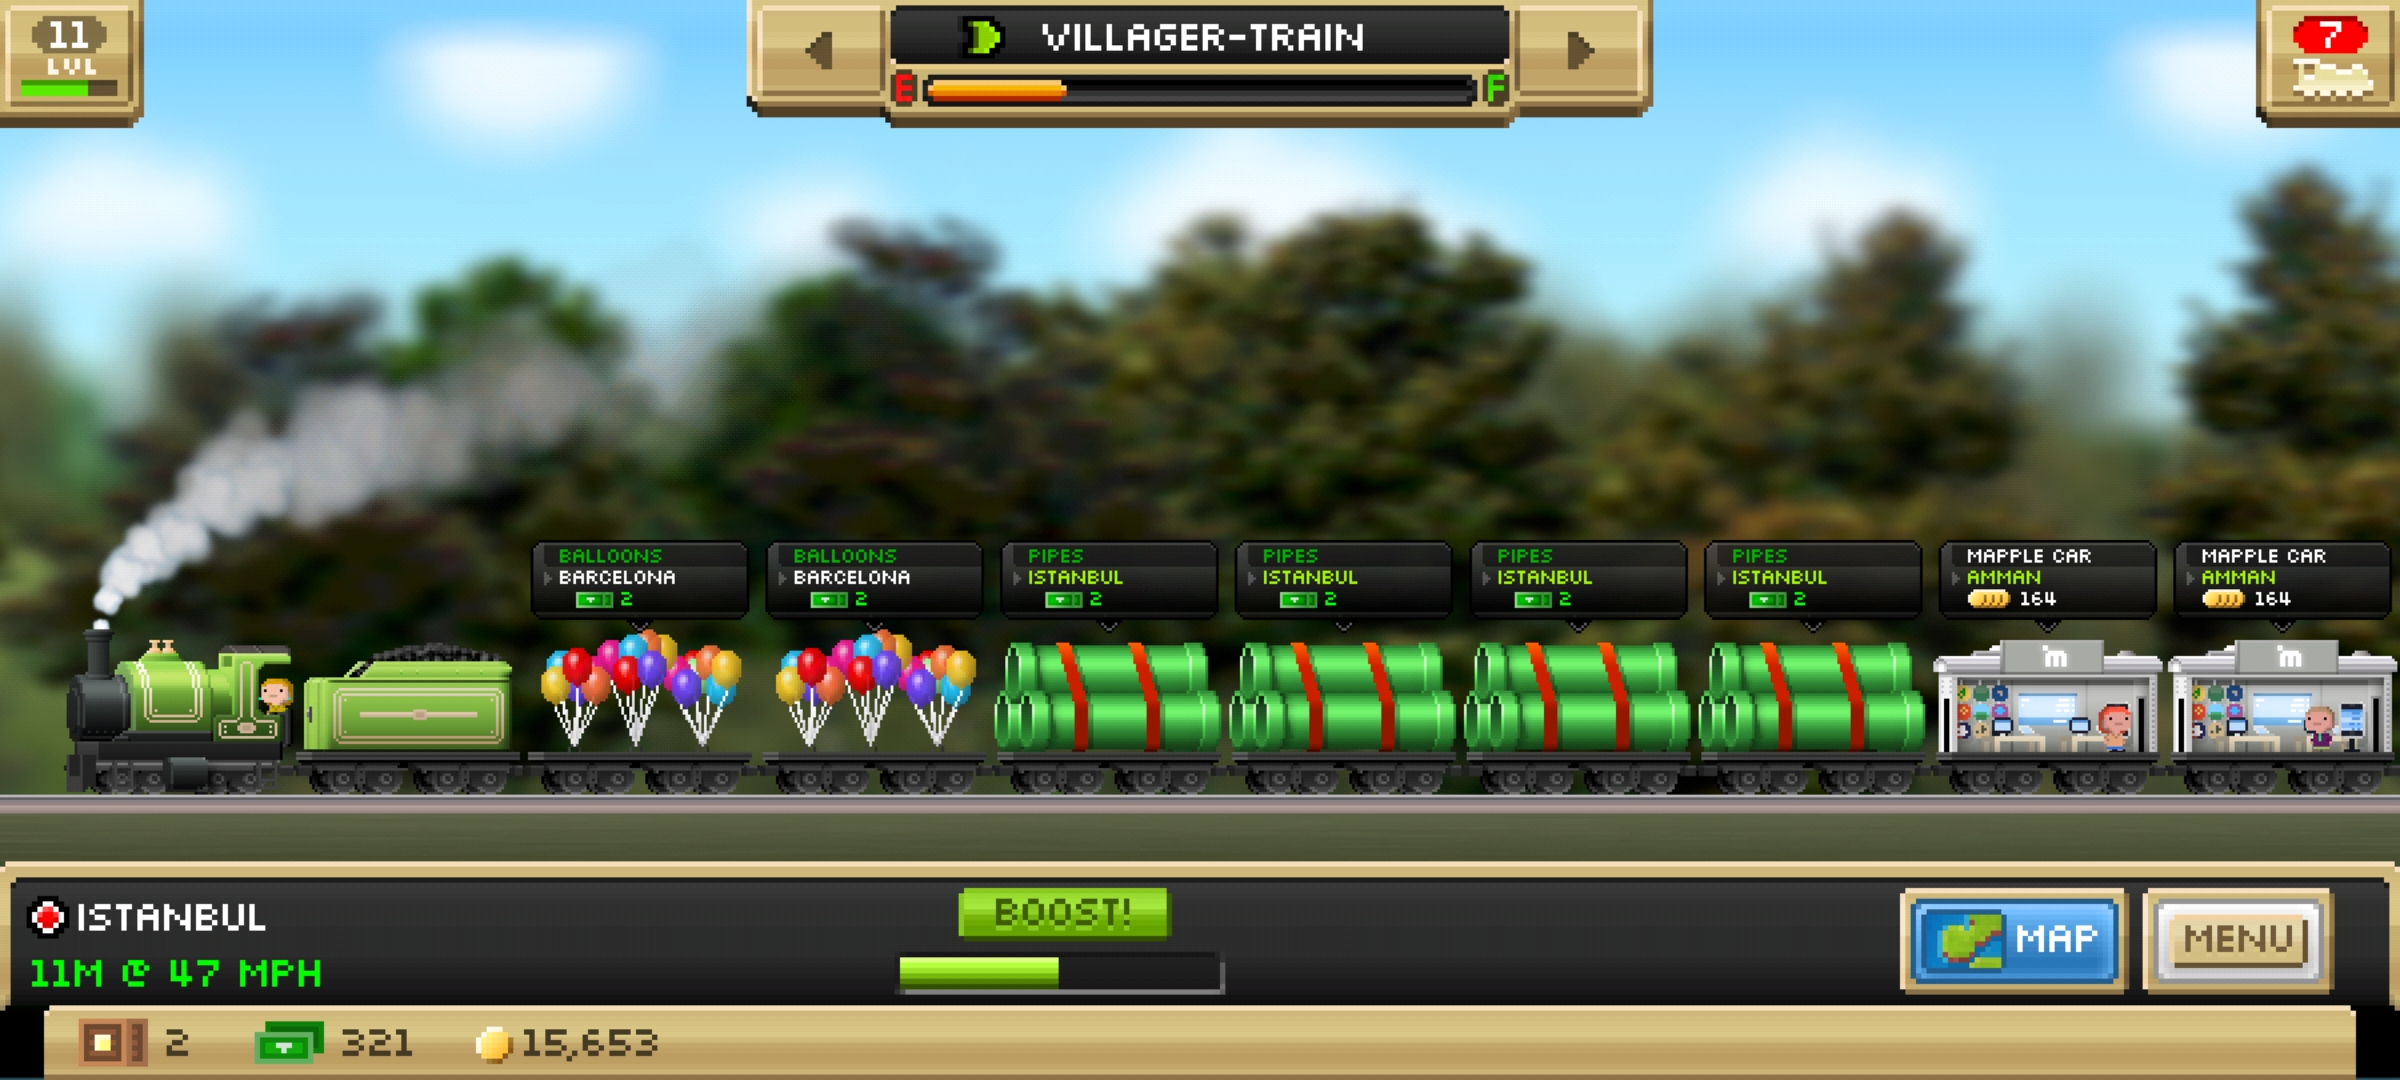 11
LVL
VILLAGER-TRAIN
E
F
7
BALLOONS
BARCELONA
2
BALLOONS
BARCELONA
2
PIPES
ISTANBUL
2
PIPES
ISTANBUL
2
PIPES
ISTANBUL
2
PIPES
ISTANBUL
2
MAPPLE CAR
AMMAN
164
MAPPLE CAR
AMMAN
164
m
m
ISTANBUL
11M @ 47 MPH
BOOST!
MAP
MENU
2
321
15,653